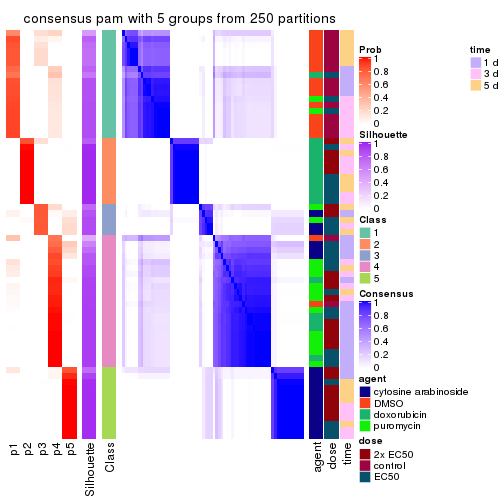 consensus pam with 5 groups from 250 partitions
Prob
1
0.8
0.6
0.4
0.2
0
time
1 d
3 d
5 d
Silhouette
1
0.8
0.6
0.4
0.2
0
Class
1
2
3
4
5
Consensus
1
0.8
0.6
0.4
0.2
0
agent
cytosine arabinoside
DMSO
doxorubicin
puromycin
dose
2x EC50
control
EC50
p1
p2
p3
p4
p5
Silhouette
Class
agent
dose
time